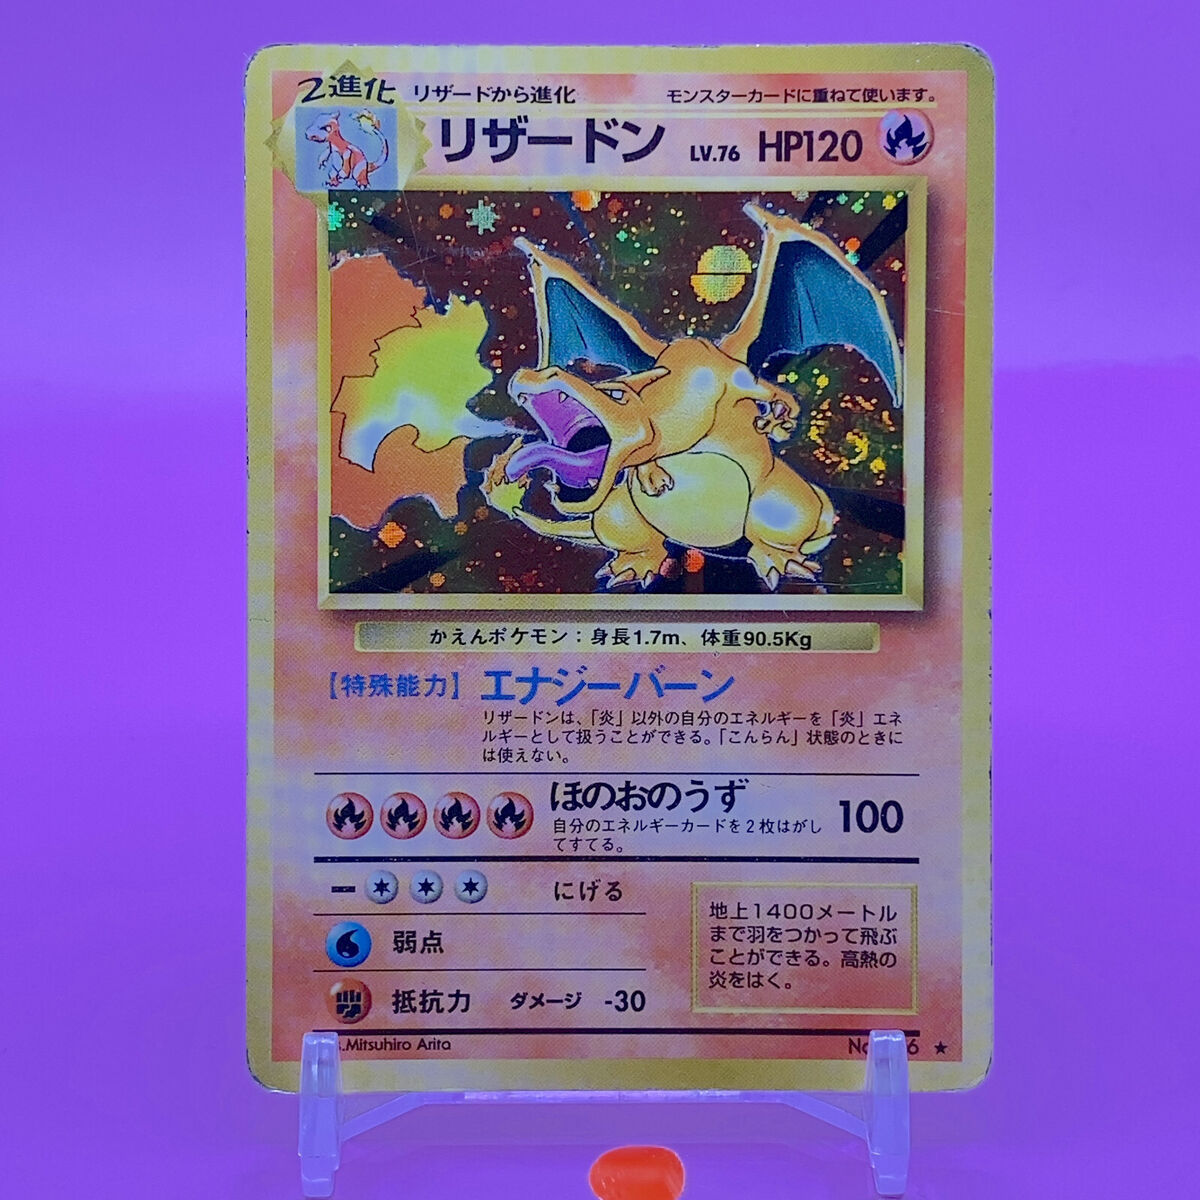 2進化 リザードから進化 モンスターカードに重ねて使います。
リザードン LV.76 HP120
かえんポケモン：身長1.7m、体重90.5Kg
【特殊能力】 エナジーバーン
リザードンは、「炎」以外の自分のエネルギーを「炎」エネ
ルギーとして扱うことができる。「こんらん」状態のときに
は使えない。
ほのおのうず 100
自分のエネルギーカードを2枚はがし
てすてる。
にげる
弱点
抵抗力 ダメージ -30
地上1400メートル
まで羽をつかって飛ぶ
ことができる。高熱の
炎をはく。
Mitsuhiro Arita